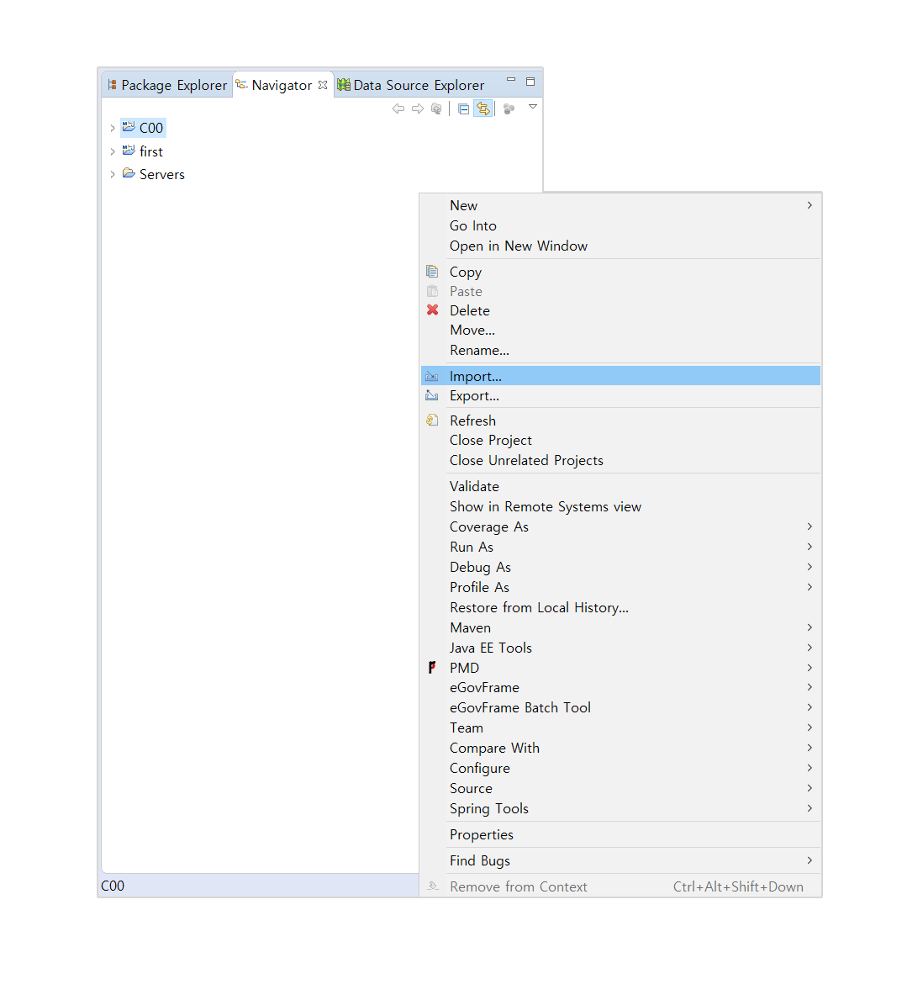 Package Explorer Navigator Data Source Explorer
C00
first
Servers
New
Go Into
Open in New Window
Copy
Paste
Delete
Move...
Rename...
Import...
Export...
Refresh
Close Project
Close Unrelated Projects
Validate
Show in Remote Systems view
Coverage As
Run As
Debug As
Profile As
Restore from Local History...
Maven
Java EE Tools
PMD
eGovFrame
eGovFrame Batch Tool
Team
Compare With
Configure
Source
Spring Tools
Properties
Find Bugs
Remove from Context Ctrl+Alt+Shift+Down
C00